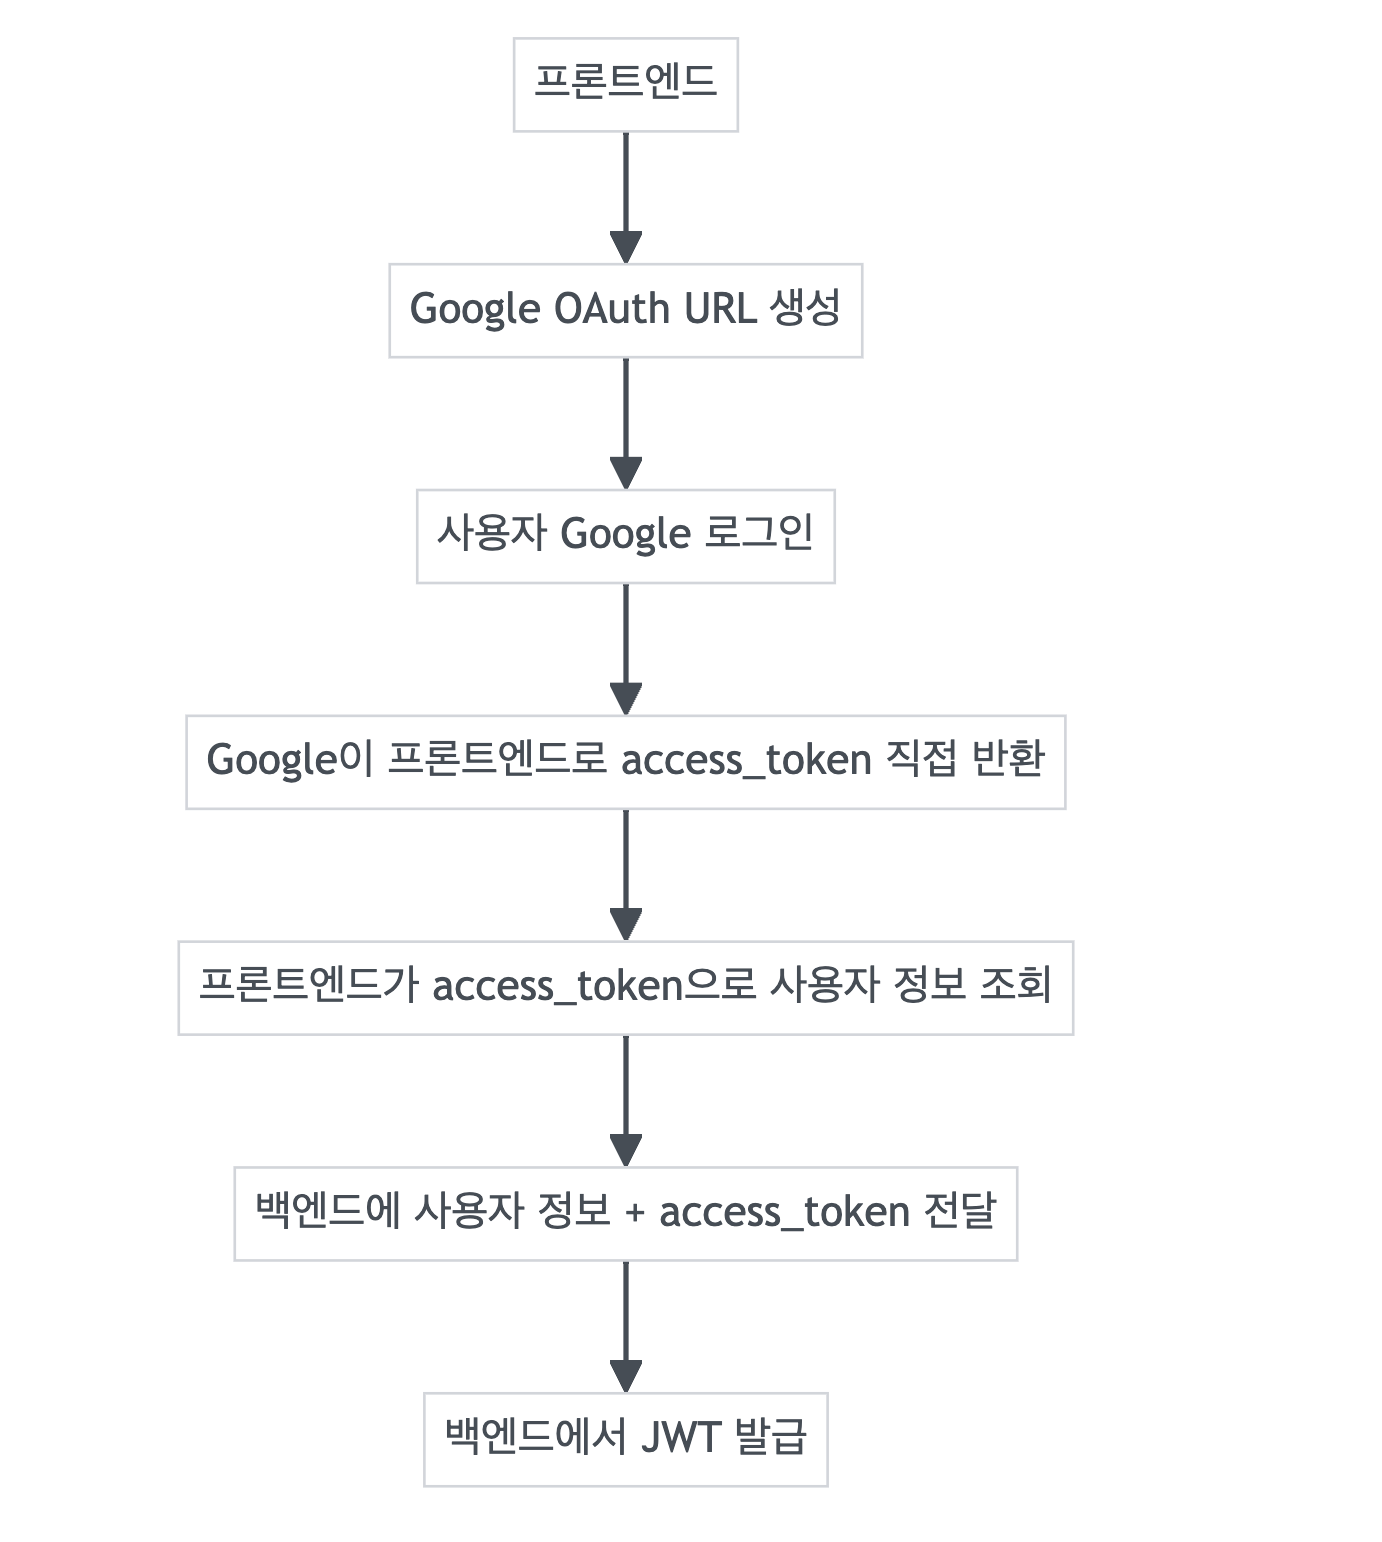 프론트엔드
Google OAuth URL 생성
사용자 Google 로그인
Google이 프론트엔드로 access_token 직접 반환
프론트엔드가 access_token으로 사용자 정보 조회
백엔드에 사용자 정보 + access_token 전달
백엔드에서 JWT 발급